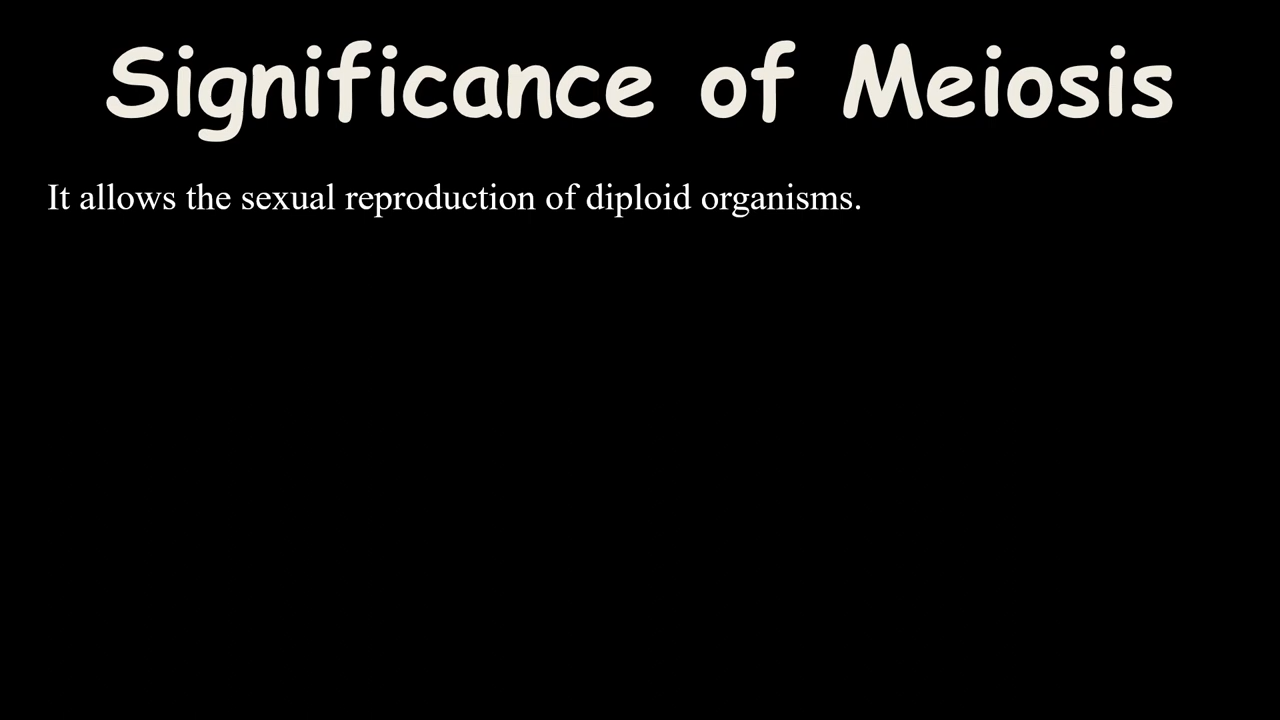 Significance of Meiosis
It allows the sexual reproduction of diploid organisms.